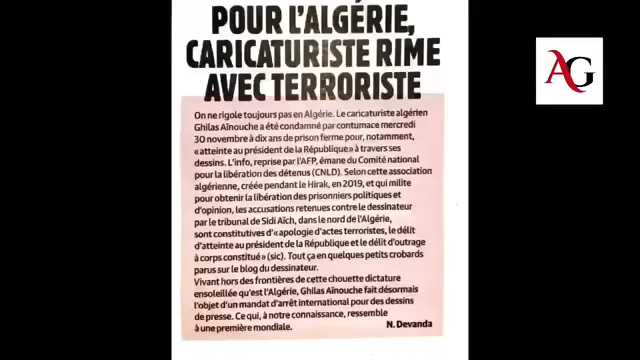 POUR L'ALGÉRIE,
CARICATURISTE RIME
AVEC TERRORISTE
AG
On ne rigole toujours pas en Algérie. Le caricaturiste algérien
Ghilas Aïnouche a été condamné par contumace mercredi
30 novembre à dix ans de prison ferme pour, notamment,
« atteinte au président de la République » à travers ses
dessins. L'info, reprise par l'AFP, émane du Comité national
pour la libération des détenus (CNLD). Selon cette association
algérienne, créée pendant le Hirak, en 2019, et qui milite
pour obtenir la libération des prisonniers politiques et
d'opinion, les accusations retenues contre le dessinateur
par le tribunal de Sidi Aïch, dans le nord de l'Algérie,
sont constitutives d'« apologie d'actes terroristes, le délit
d'atteinte au président de la République et le délit d'outrage
à corps constitué » (sic). Tout ça en quelques petits crobards
parus sur le blog du dessinateur.
Vivant hors des frontières de cette chouette dictature
ensoleillée qu'est l'Algérie, Ghilas Aïnouche fait désormais
l'objet d'un mandat d'arrêt international pour des dessins
de presse. Ce qui, à notre connaissance, ressemble
à une première mondiale. N. Devanda